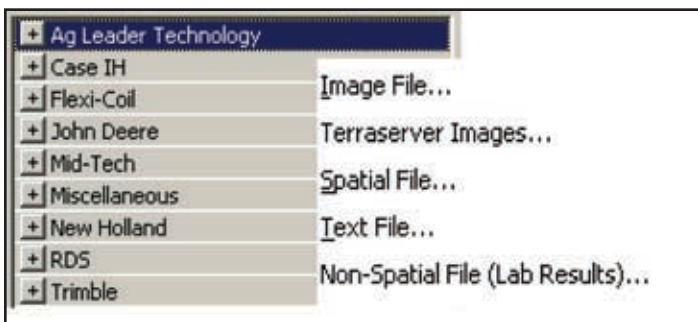 Ag Leader Technology
Case IH
Flexi-Coil
John Deere
Mid-Tech
Miscellaneous
New Holland
RDS
Trimble
Image File...
Terraserver Images...
Spatial File...
Text File...
Non-Spatial File (Lab Results)...